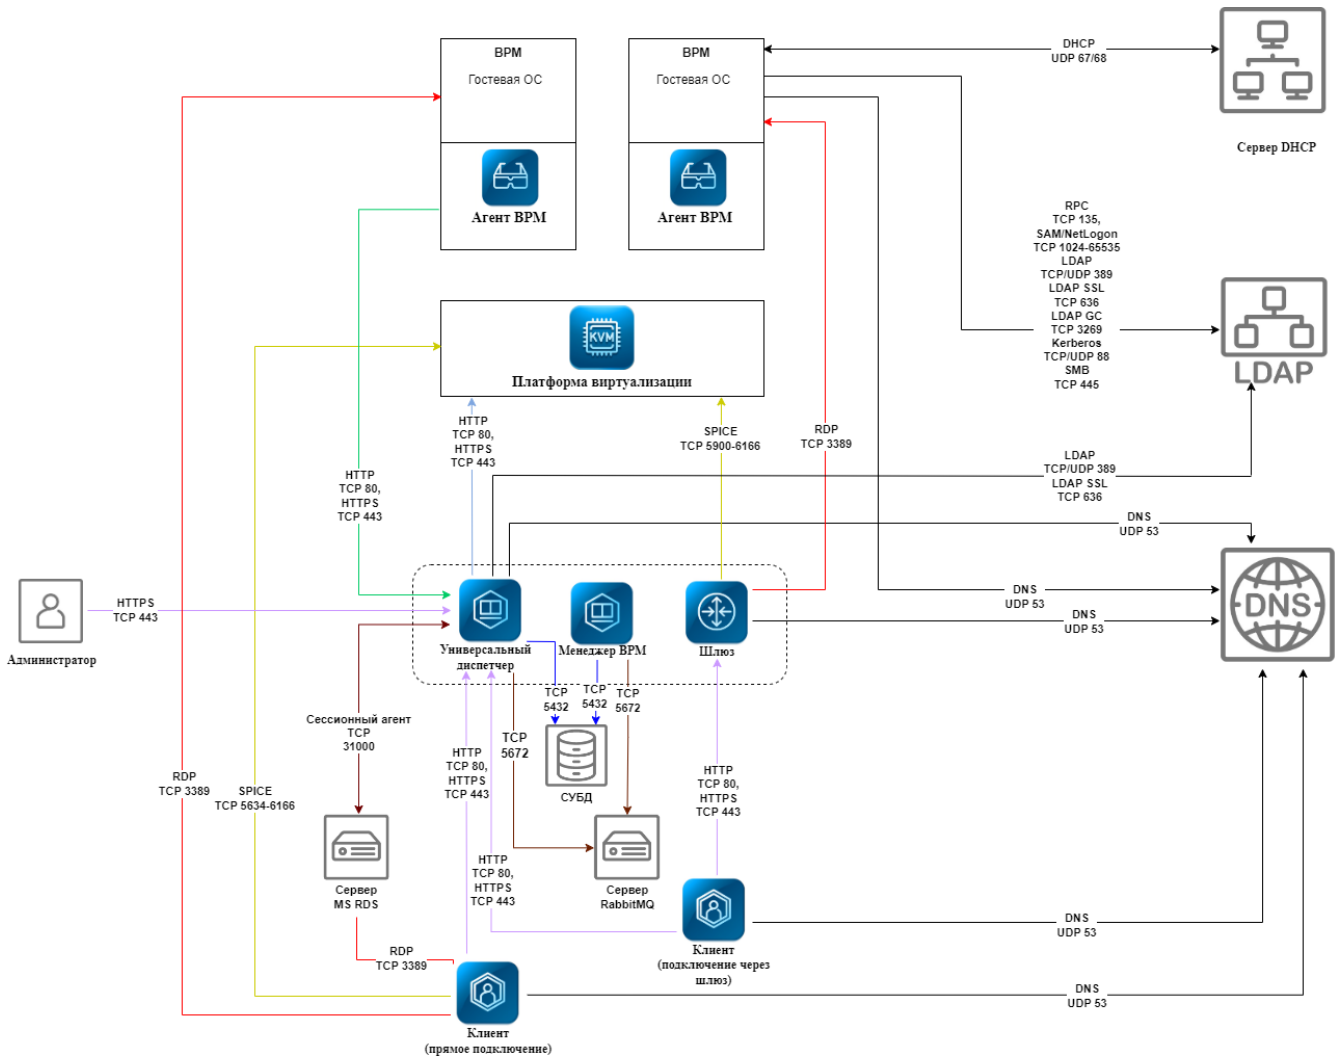 ВРМ
Гостевая ОС
Агент ВРМ
ВРМ
Гостевая ОС
Агент ВРМ
DHCP
UDP 67/68
Сервер DHCP
RPC
TCP 135,
SAM/NetLogon
TCP 1024-65535
LDAP
TCP/UDP 389
LDAP SSL
TCP 636
LDAP GC
TCP 3269
Kerberos
TCP/UDP 88
SMB
TCP 445
LDAP
KVM
Платформа виртуализации
HTTP
TCP 80,
HTTPS
TCP 443
SPICE
TCP 5900-6166
RDP
TCP 3389
LDAP
TCP/UDP 389
LDAP SSL
TCP 636
HTTP
TCP 80,
HTTPS
TCP 443
DNS
UDP 53
DNS
UDP 53
DNS
UDP 53
DNS
HTTPS
TCP 443
Администратор
Универсальный
диспетчер
Менеджер ВРМ
Шлюз
TCP
5432
TCP
5432
TCP
5672
TCP
5672
СУБД
Сессионный агент
TCP
31000
RDP
TCP 3389
SPICE
TCP 5634-6166
HTTP
TCP 80,
HTTPS
TCP 443
HTTP
TCP 80,
HTTPS
TCP 443
HTTP
TCP 80,
HTTPS
TCP 443
Сервер
MS RDS
Сервер
RabbitMQ
RDP
TCP 3389
Клиент
(подключение через
шлюз)
DNS
UDP 53
DNS
UDP 53
Клиент
(прямое подключение)